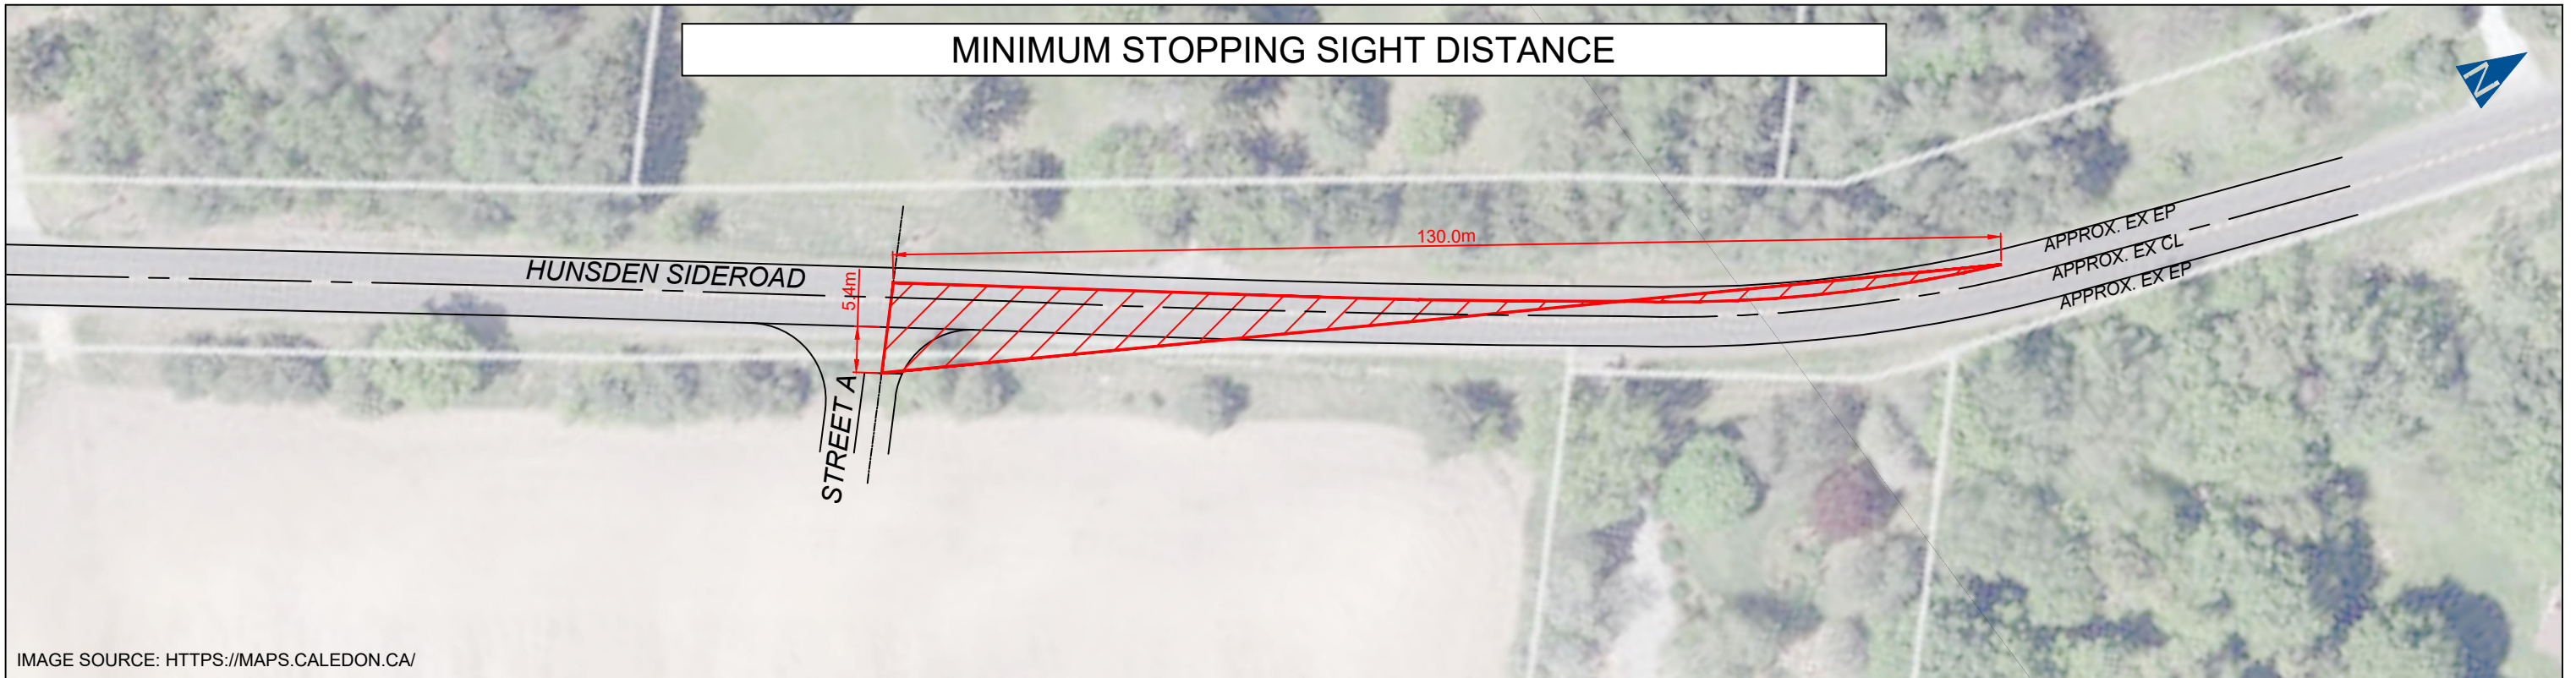 MINIMUM STOPPING SIGHT DISTANCE
N
130.0m
APPROX. EX EP
APPROX. EX CL
APPROX. EX EP
HUNSDEN SIDEROAD
5.4m
STREET A
IMAGE SOURCE: HTTPS://MAPS.CALEDON.CA/